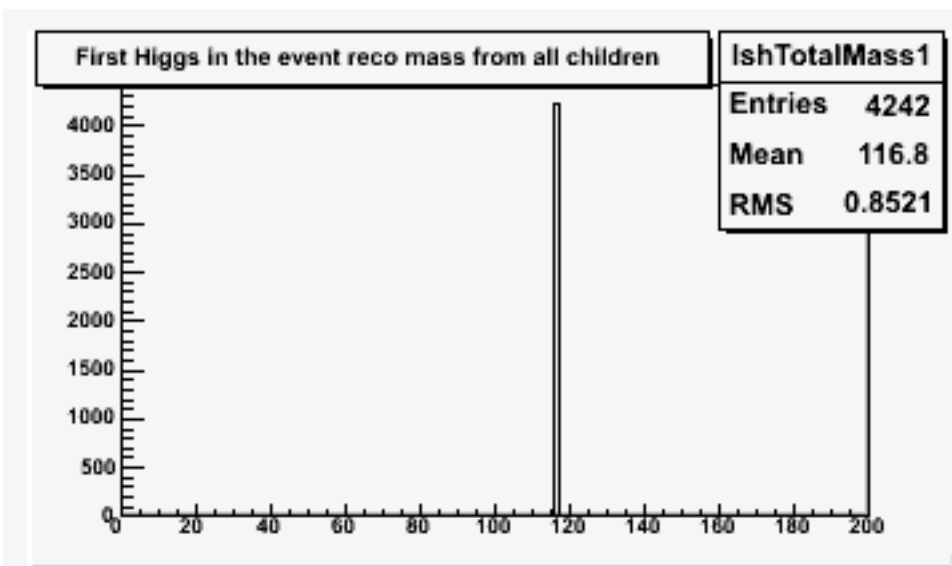 First Higgs in the event reco mass from all children
lshTotalMass1
Entries 4242
Mean 116.8
RMS 0.8521
4000
3500
3000
2500
2000
1500
1000
500
0
0 20 40 60 80 100 120 140 160 180 200